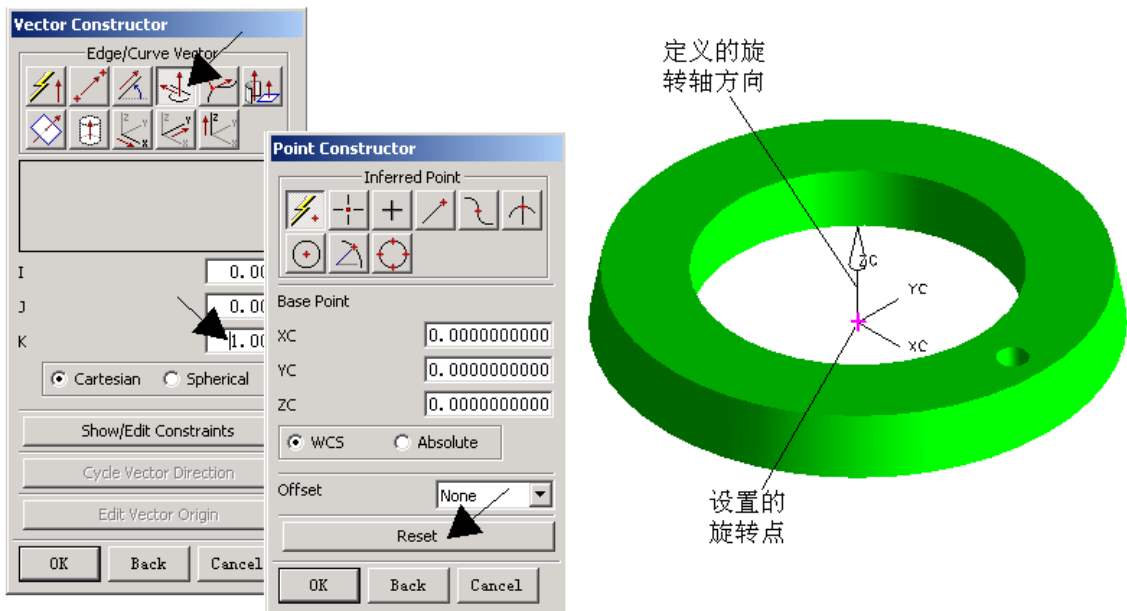 Vector Constructor
Edge/Curve Vector
I
0.00
J
0.00
K
1.00
Cartesian
Spherical
Show/Edit Constraints
Cycle Vector Direction
Edit Vector Origin
OK
Back
Cancel
Point Constructor
Inferred Point
Base Point
XC
0.0000000000
YC
0.0000000000
ZC
0.0000000000
WCS
Absolute
Offset
None
Reset
OK
Back
Cancel
定义的旋
转轴方向
ZC
YC
XC
设置的
旋转点